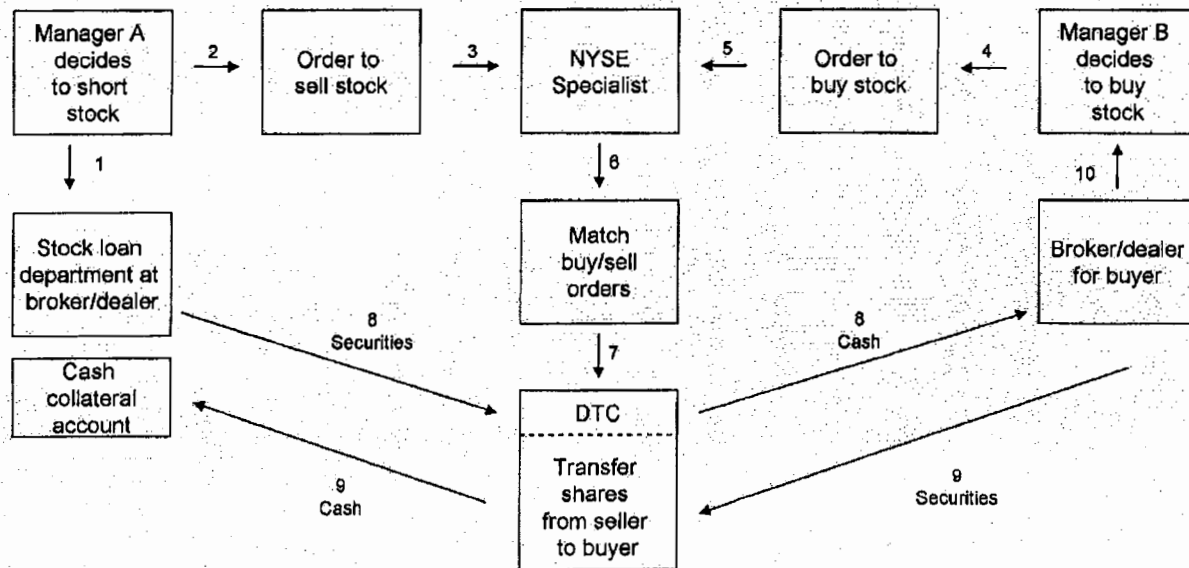 Manager A
decides
to short
stock
2
Order to
sell stock
3
NYSE
Specialist
5
Order to
buy stock
4
Manager B
decides
to buy
stock
1
6
10
Stock loan
department at
broker/dealer
Match
buy/sell
orders
Broker/dealer
for buyer
8
Securities
7
8
Cash
Cash
collateral
account
DTC
Transfer
shares
from seller
to buyer
9
Cash
9
Securities